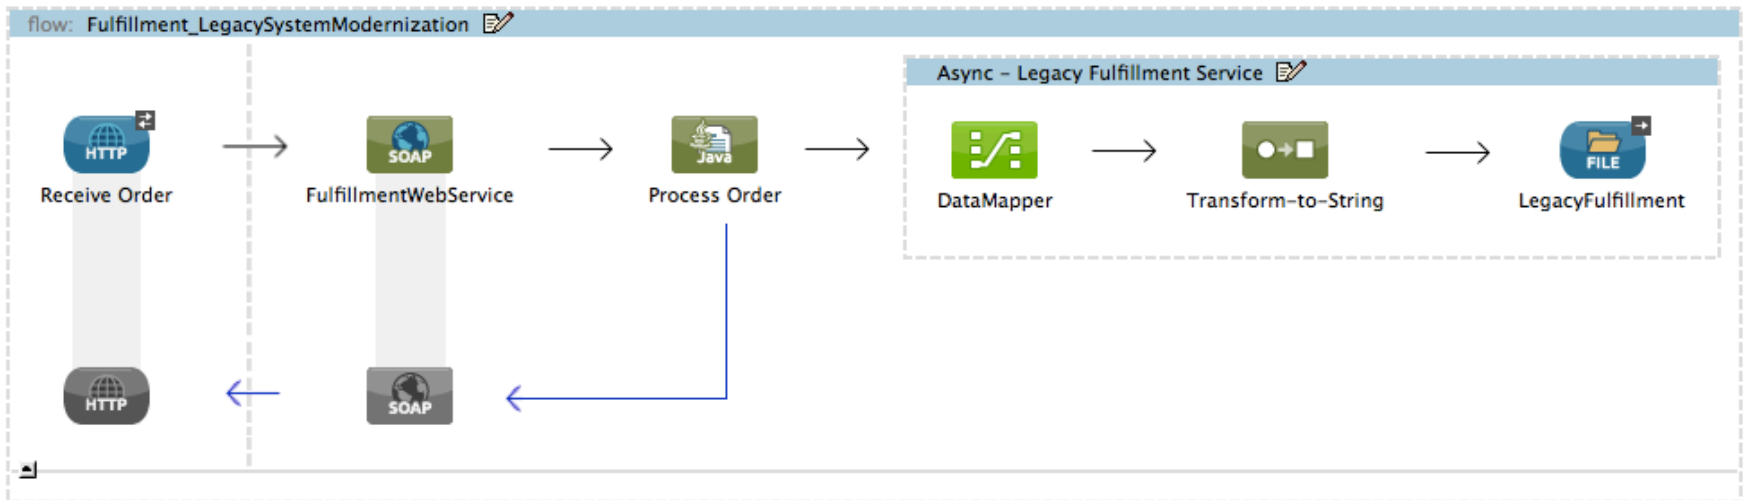 flow: Fulfillment_LegacySystemModernization
Async - Legacy Fulfillment Service
HTTP
SOAP
Java
FILE
Receive Order
FulfillmentWebService
Process Order
DataMapper
Transform-to-String
LegacyFulfillment
HTTP
SOAP